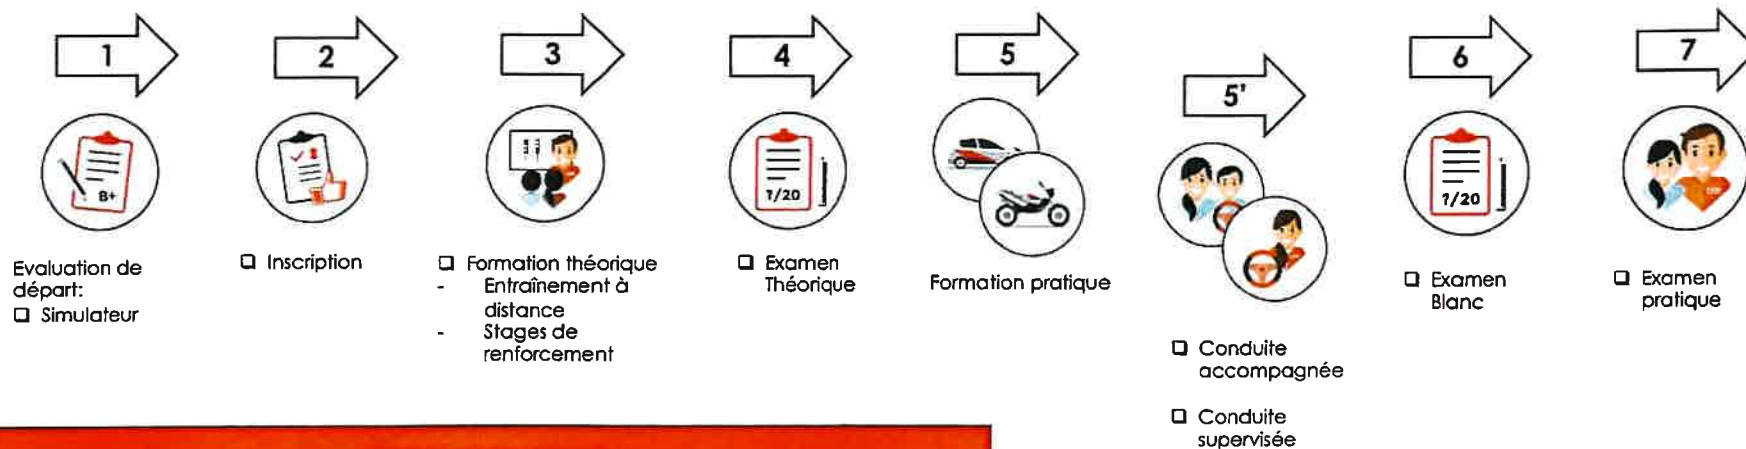 1
2
3
4
5
5'
6
7
B+
?/20
?/20
Evaluation de
départ:
❑ Simulateur
❑ Inscription
❑ Formation théorique
- Entraînement à
distance
- Stages de
renforcement
❑ Examen
Théorique
Formation pratique
❑ Conduite
accompagnée
❑ Conduite
supervisée
❑ Examen
Blanc
❑ Examen
pratique